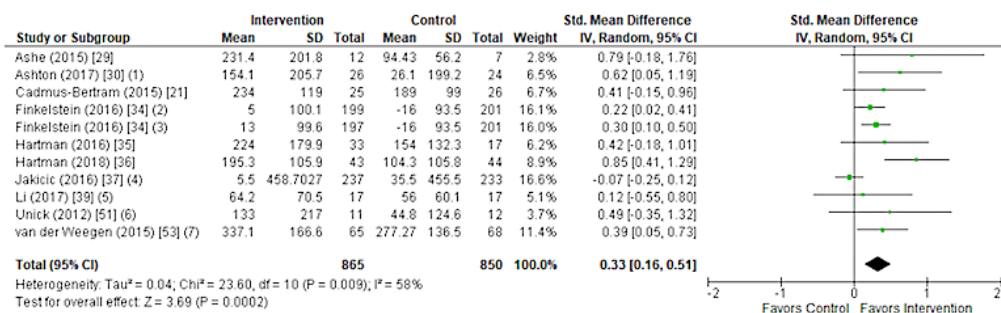 Intervention Control Std. Mean Difference Std. Mean Difference
Study or Subgroup Mean SD Total Mean SD Total Weight IV, Random, 95% CI IV, Random, 95% CI
Ashe (2015) [29] 231.4 201.8 12 94.43 56.2 7 2.8% 0.79 [-0.18, 1.76]
Ashton (2017) [30] (1) 154.1 205.7 26 26.1 199.2 24 6.4% 0.62 [0.05, 1.19]
Cadmus-Bertram (2015) [21] 234 119 25 189 99 26 6.6% 0.41 [-0.15, 0.96]
Finkelstein (2016) [34] (2) 5 100.1 199 -16 93.5 201 16.1% 0.22 [0.02, 0.41]
Finkelstein (2016) [34] (3) 13 99.6 197 -16 93.5 201 16.0% 0.30 [0.10, 0.50]
Hartman (2016) [35] 224 179.9 33 154 132.3 17 6.2% 0.42 [-0.18, 1.01]
Hartman (2018) [36] 195.3 105.9 43 104.3 105.8 44 8.9% 0.85 [0.41, 1.29]
Jakicic (2016) [37] (4) 5.5 458.7027 237 35.5 455.5 233 16.6% -0.07 [-0.25, 0.12]
Li (2017) [39] (5) 64.2 70.5 17 56 60.1 17 5.1% 0.12 [-0.55, 0.80]
Unick (2012) [51] (6) 133 217 11 44.8 124.6 12 3.7% 0.49 [-0.35, 1.32]
van der Weegen (2015) [53] (7) 337.1 166.6 65 277.27 136.5 68 11.4% 0.39 [0.05, 0.73]
Total (95% CI) 865 850 100.0% 0.33 [0.16, 0.51]
Heterogeneity: Tau² = 0.04; Chi² = 23.60, df = 10 (P = 0.009); I² = 58%
Test for overall effect: Z = 3.69 (P = 0.0002)
-2 -1 0 1 2
Favors Control Favors Intervention